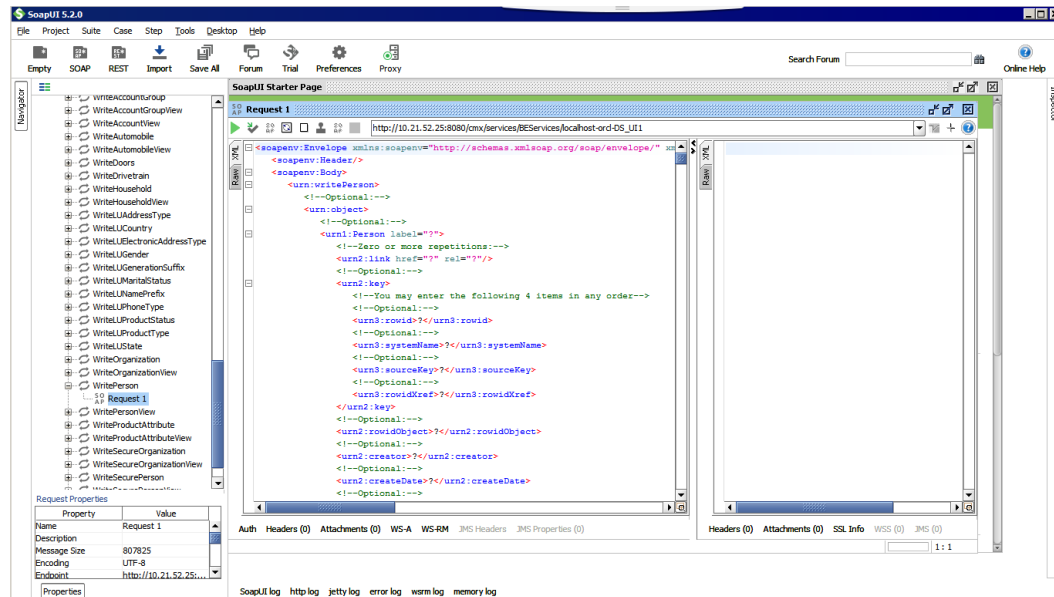 SoapUI 5.2.0
File Project Suite Case Step Tools Desktop Help
Empty SOAP REST Import Save All Forum Trial Preferences Proxy Search Forum Online Help
Navigator
SoapUI Starter Page
WriteAccountGroup
WriteAccountGroupView
WriteAccountView
WriteAutomobile
WriteAutomobileView
WriteDoors
WriteDrivetrain
WriteHousehold
WriteHouseholdView
WriteLUAddressType
WriteLUCountry
WriteLUElectronicAddressType
WriteLUGender
WriteLUGenerationSuffix
WriteLUMaritalStatus
WriteLUNamePrefix
WriteLUPhoneType
WriteLUProductStatus
WriteLUProductType
WriteLUState
WriteOrganization
WriteOrganizationView
WritePerson
SOAP Request 1
WritePersonView
WriteProductAttribute
WriteProductAttributeView
WriteSecureOrganization
WriteSecureOrganizationView
WriteSecurePerson
Request Properties
Property Value
Name Request 1
Description
Message Size 807825
Encoding UTF-8
Endpoint http://10.21.52.25:...
Properties
SOAP Request 1
http://10.21.52.25:8080/cmx/services/BEServices/localhost-orcl-DS_UI1
XML
Raw
<soapenv:Envelope xmlns:soapenv="http://schemas.xmlsoap.org/soap/envelope/"
<soapenv:Header/>
<soapenv:Body>
<urn:writePerson>
<!--Optional:-->
<urn:object>
<!--Optional:-->
<urn1:Person label="?">
<!--Zero or more repetitions:-->
<urn2:link href="?" rel="?"/>
<!--Optional:-->
<urn2:key>
<!--You may enter the following 4 items in any order-->
<!--Optional:-->
<urn3:rowid>?</urn3:rowid>
<!--Optional:-->
<urn3:systemName>?</urn3:systemName>
<!--Optional:-->
<urn3:sourceKey>?</urn3:sourceKey>
<!--Optional:-->
<urn3:rowidXref>?</urn3:rowidXref>
</urn2:key>
<!--Optional:-->
<urn2:rowidObject>?</urn2:rowidObject>
<!--Optional:-->
<urn2:creator>?</urn2:creator>
<!--Optional:-->
<urn2:createDate>?</urn2:createDate>
<!--Optional:-->
Auth Headers (0) Attachments (0) WS-A WS-RM JMS Headers JMS Properties (0)
XML
Raw
Headers (0) Attachments (0) SSL Info WSS (0) JMS (0)
1 : 1
SoapUI log http log jetty log error log wsrm log memory log